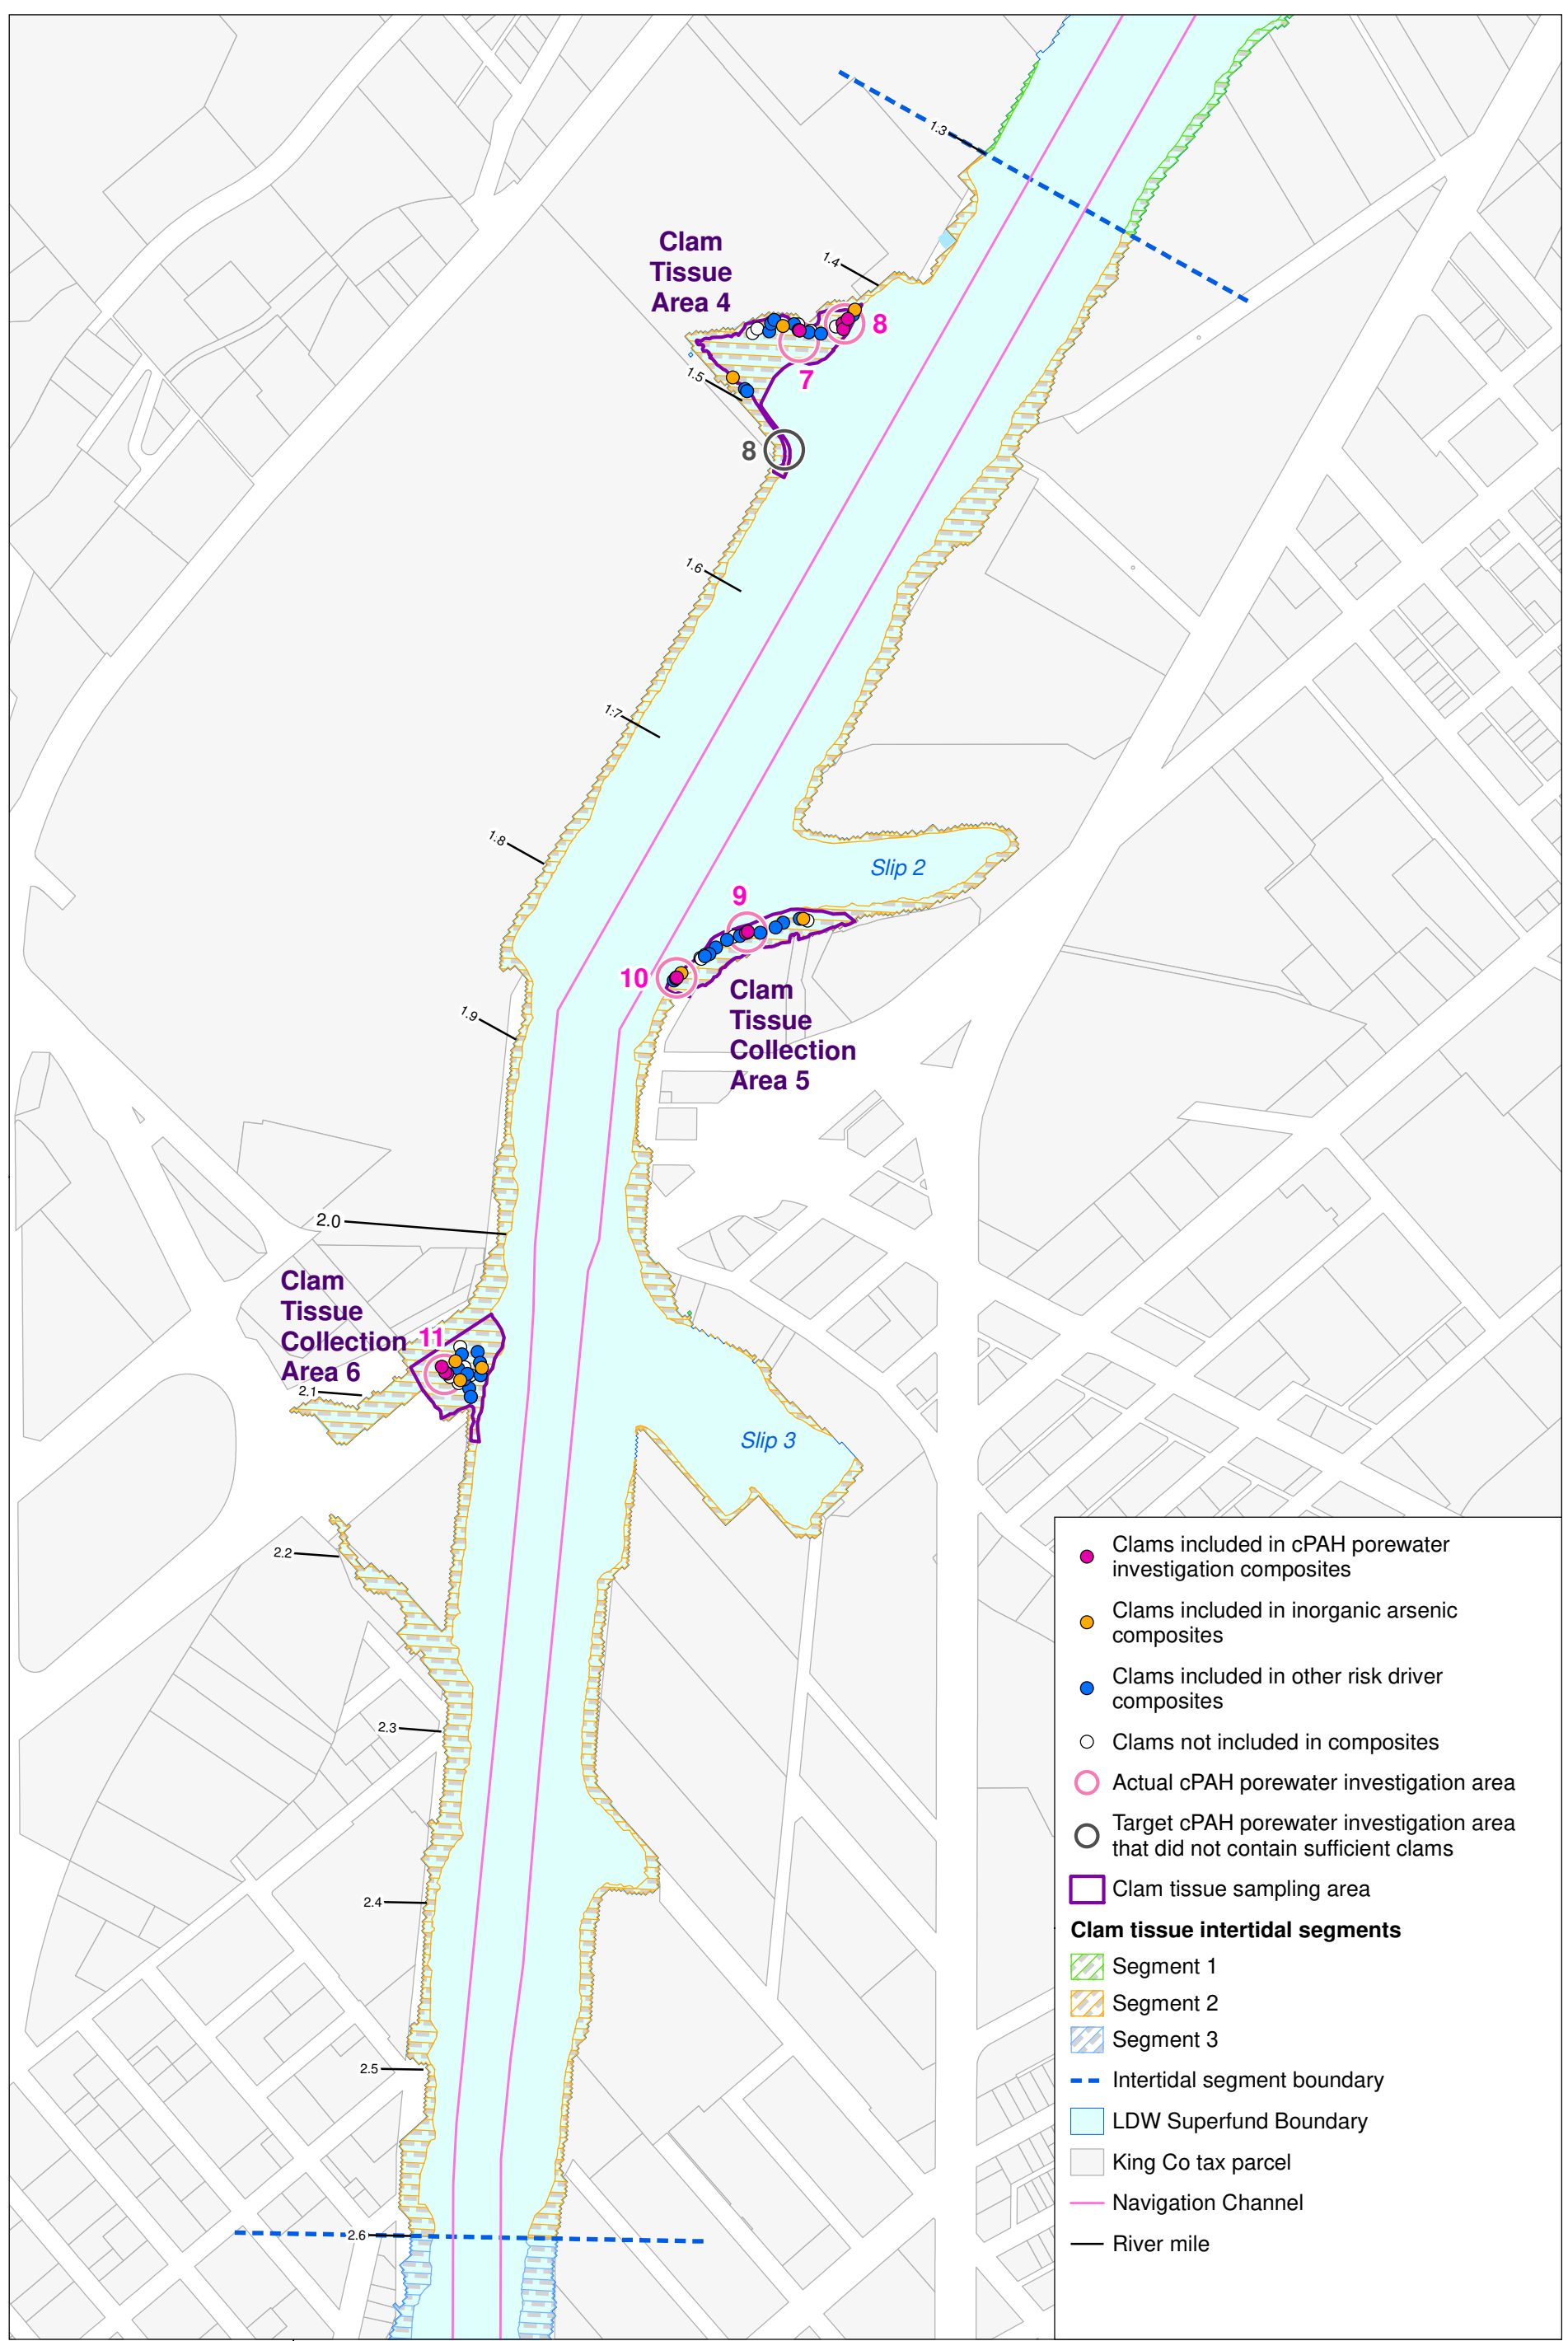 1.3
Clam
Tissue
Area 4
1.4
8
7
1.5
8
1.6
1.7
1.8
Slip 2
9
10
Clam
Tissue
Collection
Area 5
1.9
2.0
Clam
Tissue
Collection
Area 6
11
2.1
Slip 3
2.2
2.3
2.4
2.5
2.6
Clams included in cPAH porewater
investigation composites
Clams included in inorganic arsenic
composites
Clams included in other risk driver
composites
Clams not included in composites
Actual cPAH porewater investigation area
Target cPAH porewater investigation area
that did not contain sufficient clams
Clam tissue sampling area
Clam tissue intertidal segments
Segment 1
Segment 2
Segment 3
Intertidal segment boundary
LDW Superfund Boundary
King Co tax parcel
Navigation Channel
River mile